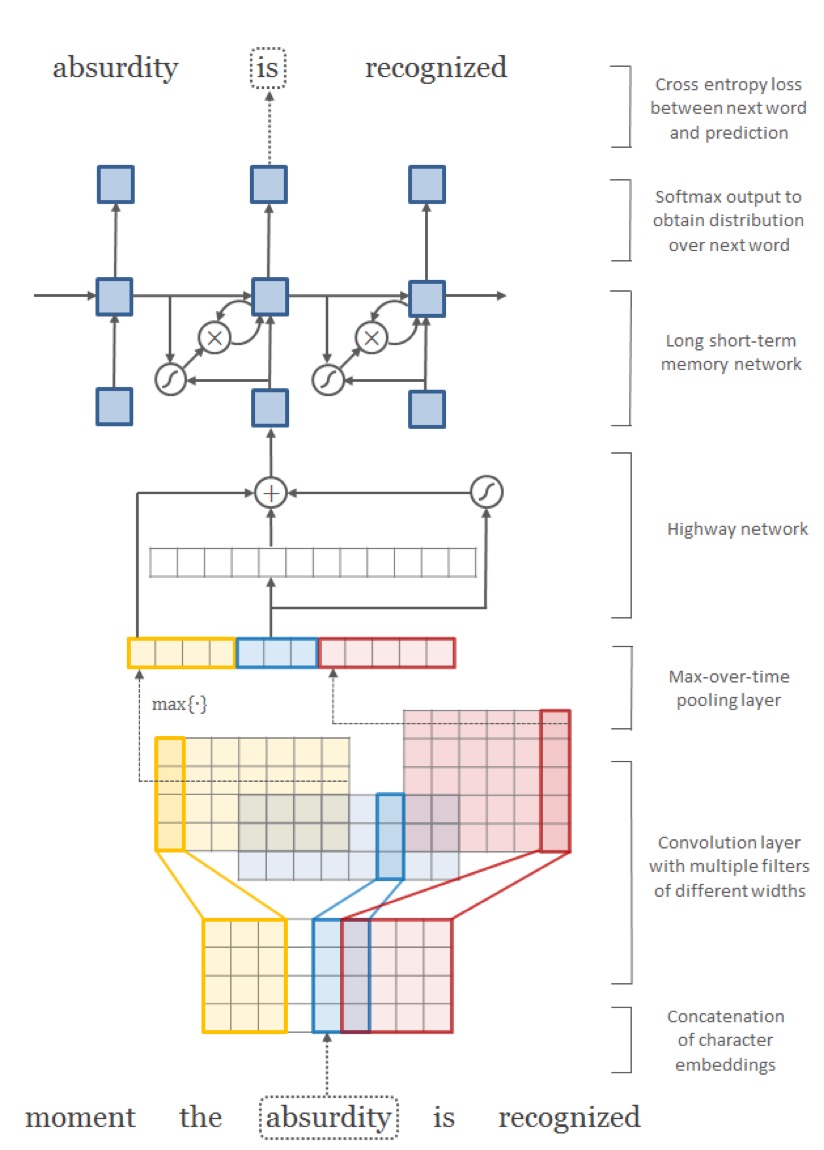 absurdity is recognized
Cross entropy loss
between next word
and prediction
Softmax output to
obtain distribution
over next word
Long short-term
memory network
Highway network
Max-over-time
pooling layer
max{·}
Convolution layer
with multiple filters
of different widths
Concatenation
of character
embeddings
moment the absurdity is recognized